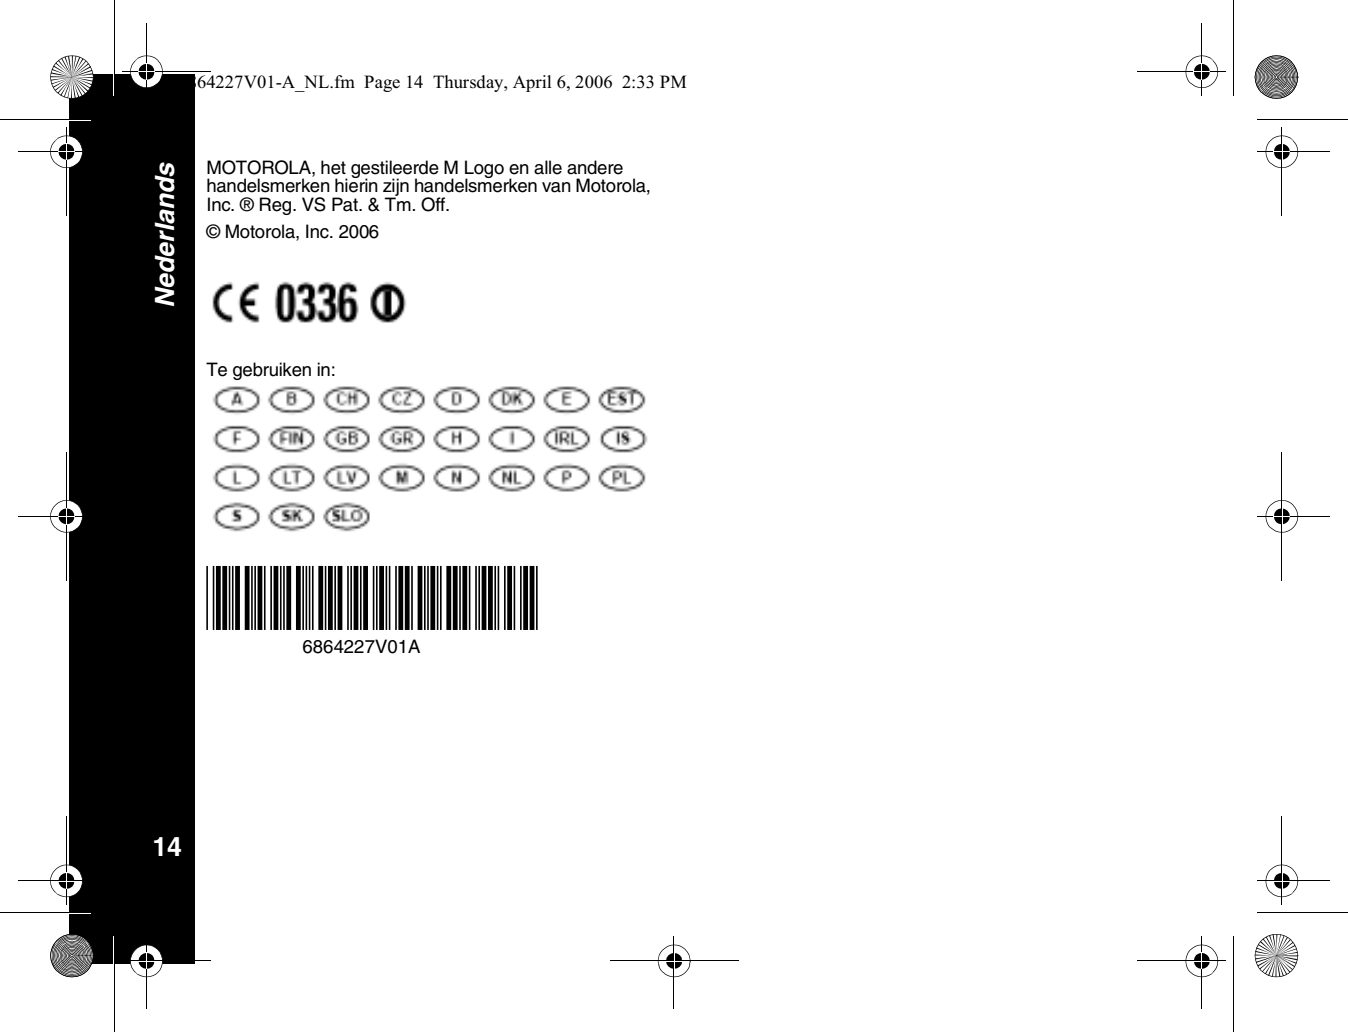 64227V01-A_NL.fm Page 14 Thursday, April 6, 2006 2:33 PM
Nederlands
MOTOROLA, het gestileerde M Logo en alle andere
handelsmerken hierin zijn handelsmerken van Motorola,
Inc. ® Reg. VS Pat. & Tm. Off.
© Motorola, Inc. 2006
CE 0336
Te gebruiken in:
A B CH CZ D DK E EST
F FIN GB GR H I IRL IS
L LT LV M N NL P PL
S SK SLO
6864227V01A
14